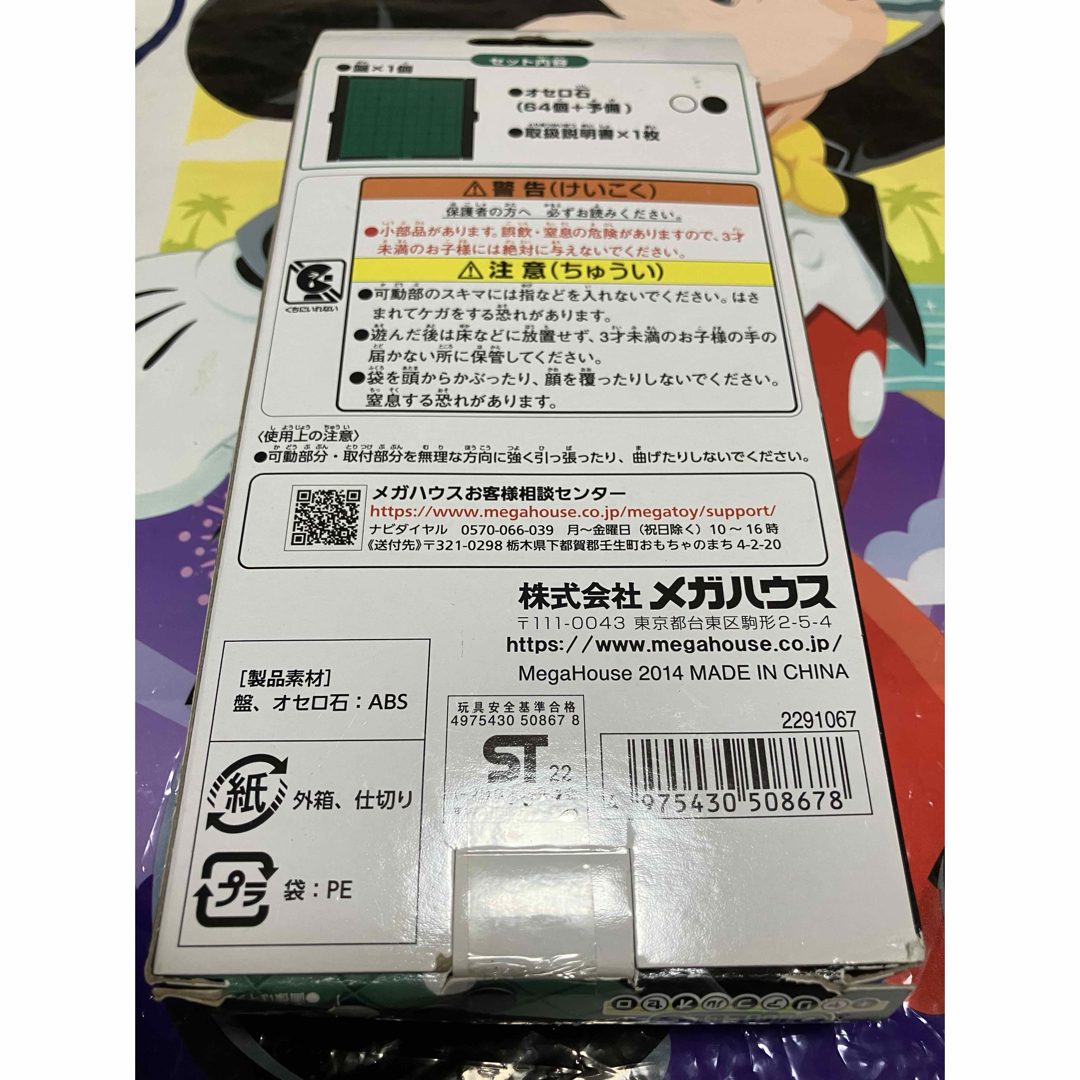 セット内容
●盤×1個
●オセロ石
(64個+予備)
●取扱説明書×1枚
⚠警告(けいこく)
保護者の方へ 必ずお読みください。
●小部品があります。誤飲・窒息の危険がありますので、3才
未満のお子様には絶対に与えないでください。
⚠注意(ちゅうい)
くちにいれない
●可動部のスキマには指などを入れないでください。はさ
まれてケガをする恐れがあります。
●遊んだ後は床などに放置せず、3才未満のお子様の手の
届かない所に保管してください。
●袋を頭からかぶったり、顔を覆ったりしないでください。
窒息する恐れがあります。
〈使用上の注意〉
●可動部分・取付部分を無理な方向に強く引っ張ったり、曲げたりしないでください。
メガハウスお客様相談センター
https://www.megahouse.co.jp/megatoy/support/
ナビダイヤル 0570-066-039 月~金曜日(祝日除く)10~16時
《送付先》〒321-0298 栃木県下都賀郡壬生町おもちゃのまち4-2-20
株式会社 メガハウス
〒111-0043 東京都台東区駒形2-5-4
https://www.megahouse.co.jp/
MegaHouse 2014 MADE IN CHINA
[製品素材]
盤、オセロ石:ABS
紙 外箱、仕切り
プラ 袋:PE
玩具安全基準合格
4975430 50867 8
ST 22
2291067
4 975430 508678